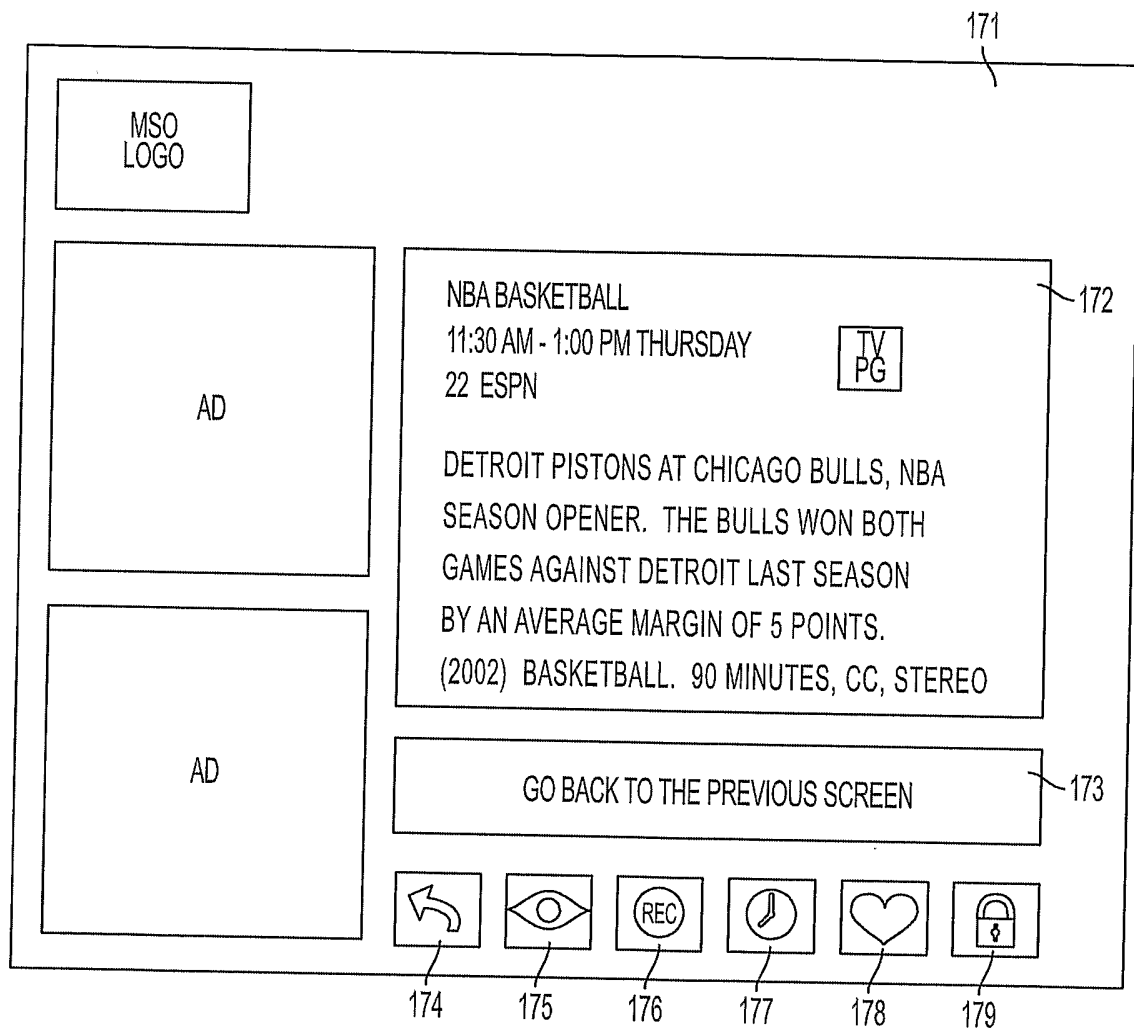 171
MSO
LOGO
AD
NBA BASKETBALL
11:30 AM - 1:00 PM THURSDAY
22 ESPN
TV
PG
172
DETROIT PISTONS AT CHICAGO BULLS, NBA
SEASON OPENER. THE BULLS WON BOTH
GAMES AGAINST DETROIT LAST SEASON
BY AN AVERAGE MARGIN OF 5 POINTS.
(2002) BASKETBALL. 90 MINUTES, CC, STEREO
AD
GO BACK TO THE PREVIOUS SCREEN
173
REC
174 175 176 177 178 179